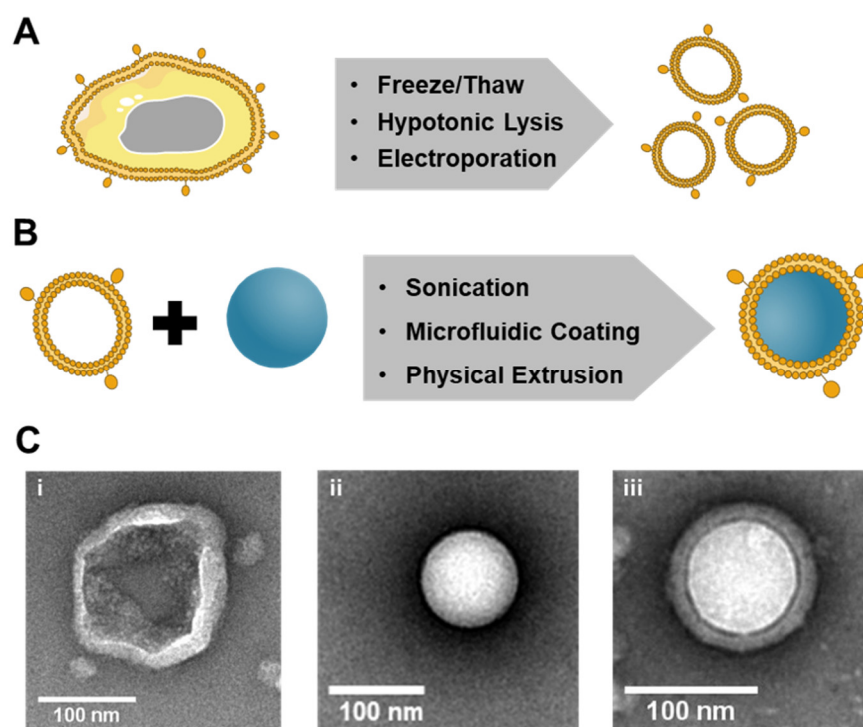 A
• Freeze/Thaw
• Hypotonic Lysis
• Electroporation
B
• Sonication
• Microfluidic Coating
• Physical Extrusion
C
i
ii
iii
100 nm
100 nm
100 nm